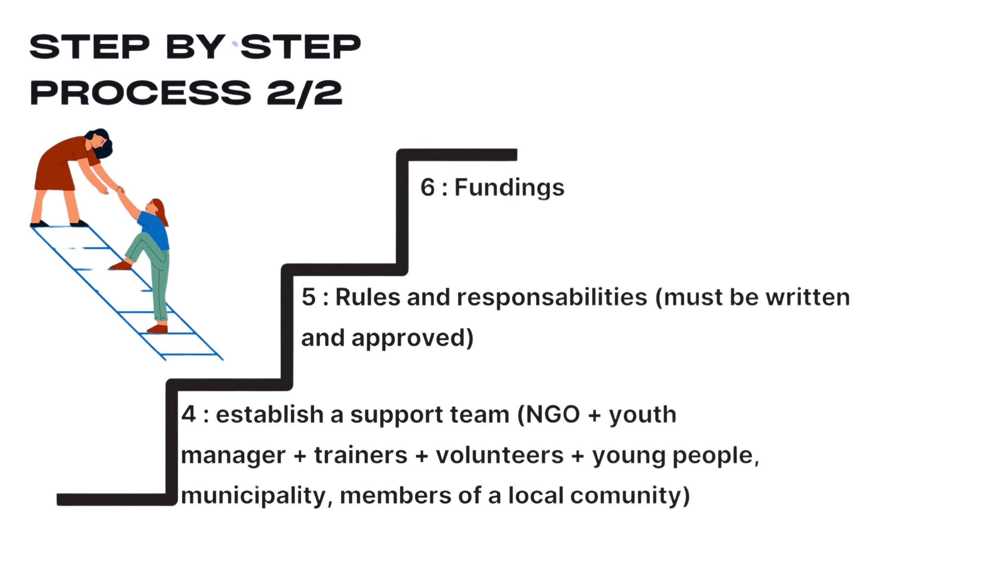 STEP BY STEP
PROCESS 2/2
6 : Fundings
5 : Rules and responsabilities (must be written
and approved)
4 : establish a support team (NGO + youth
manager + trainers + volunteers + young people,
municipality, members of a local comunity)